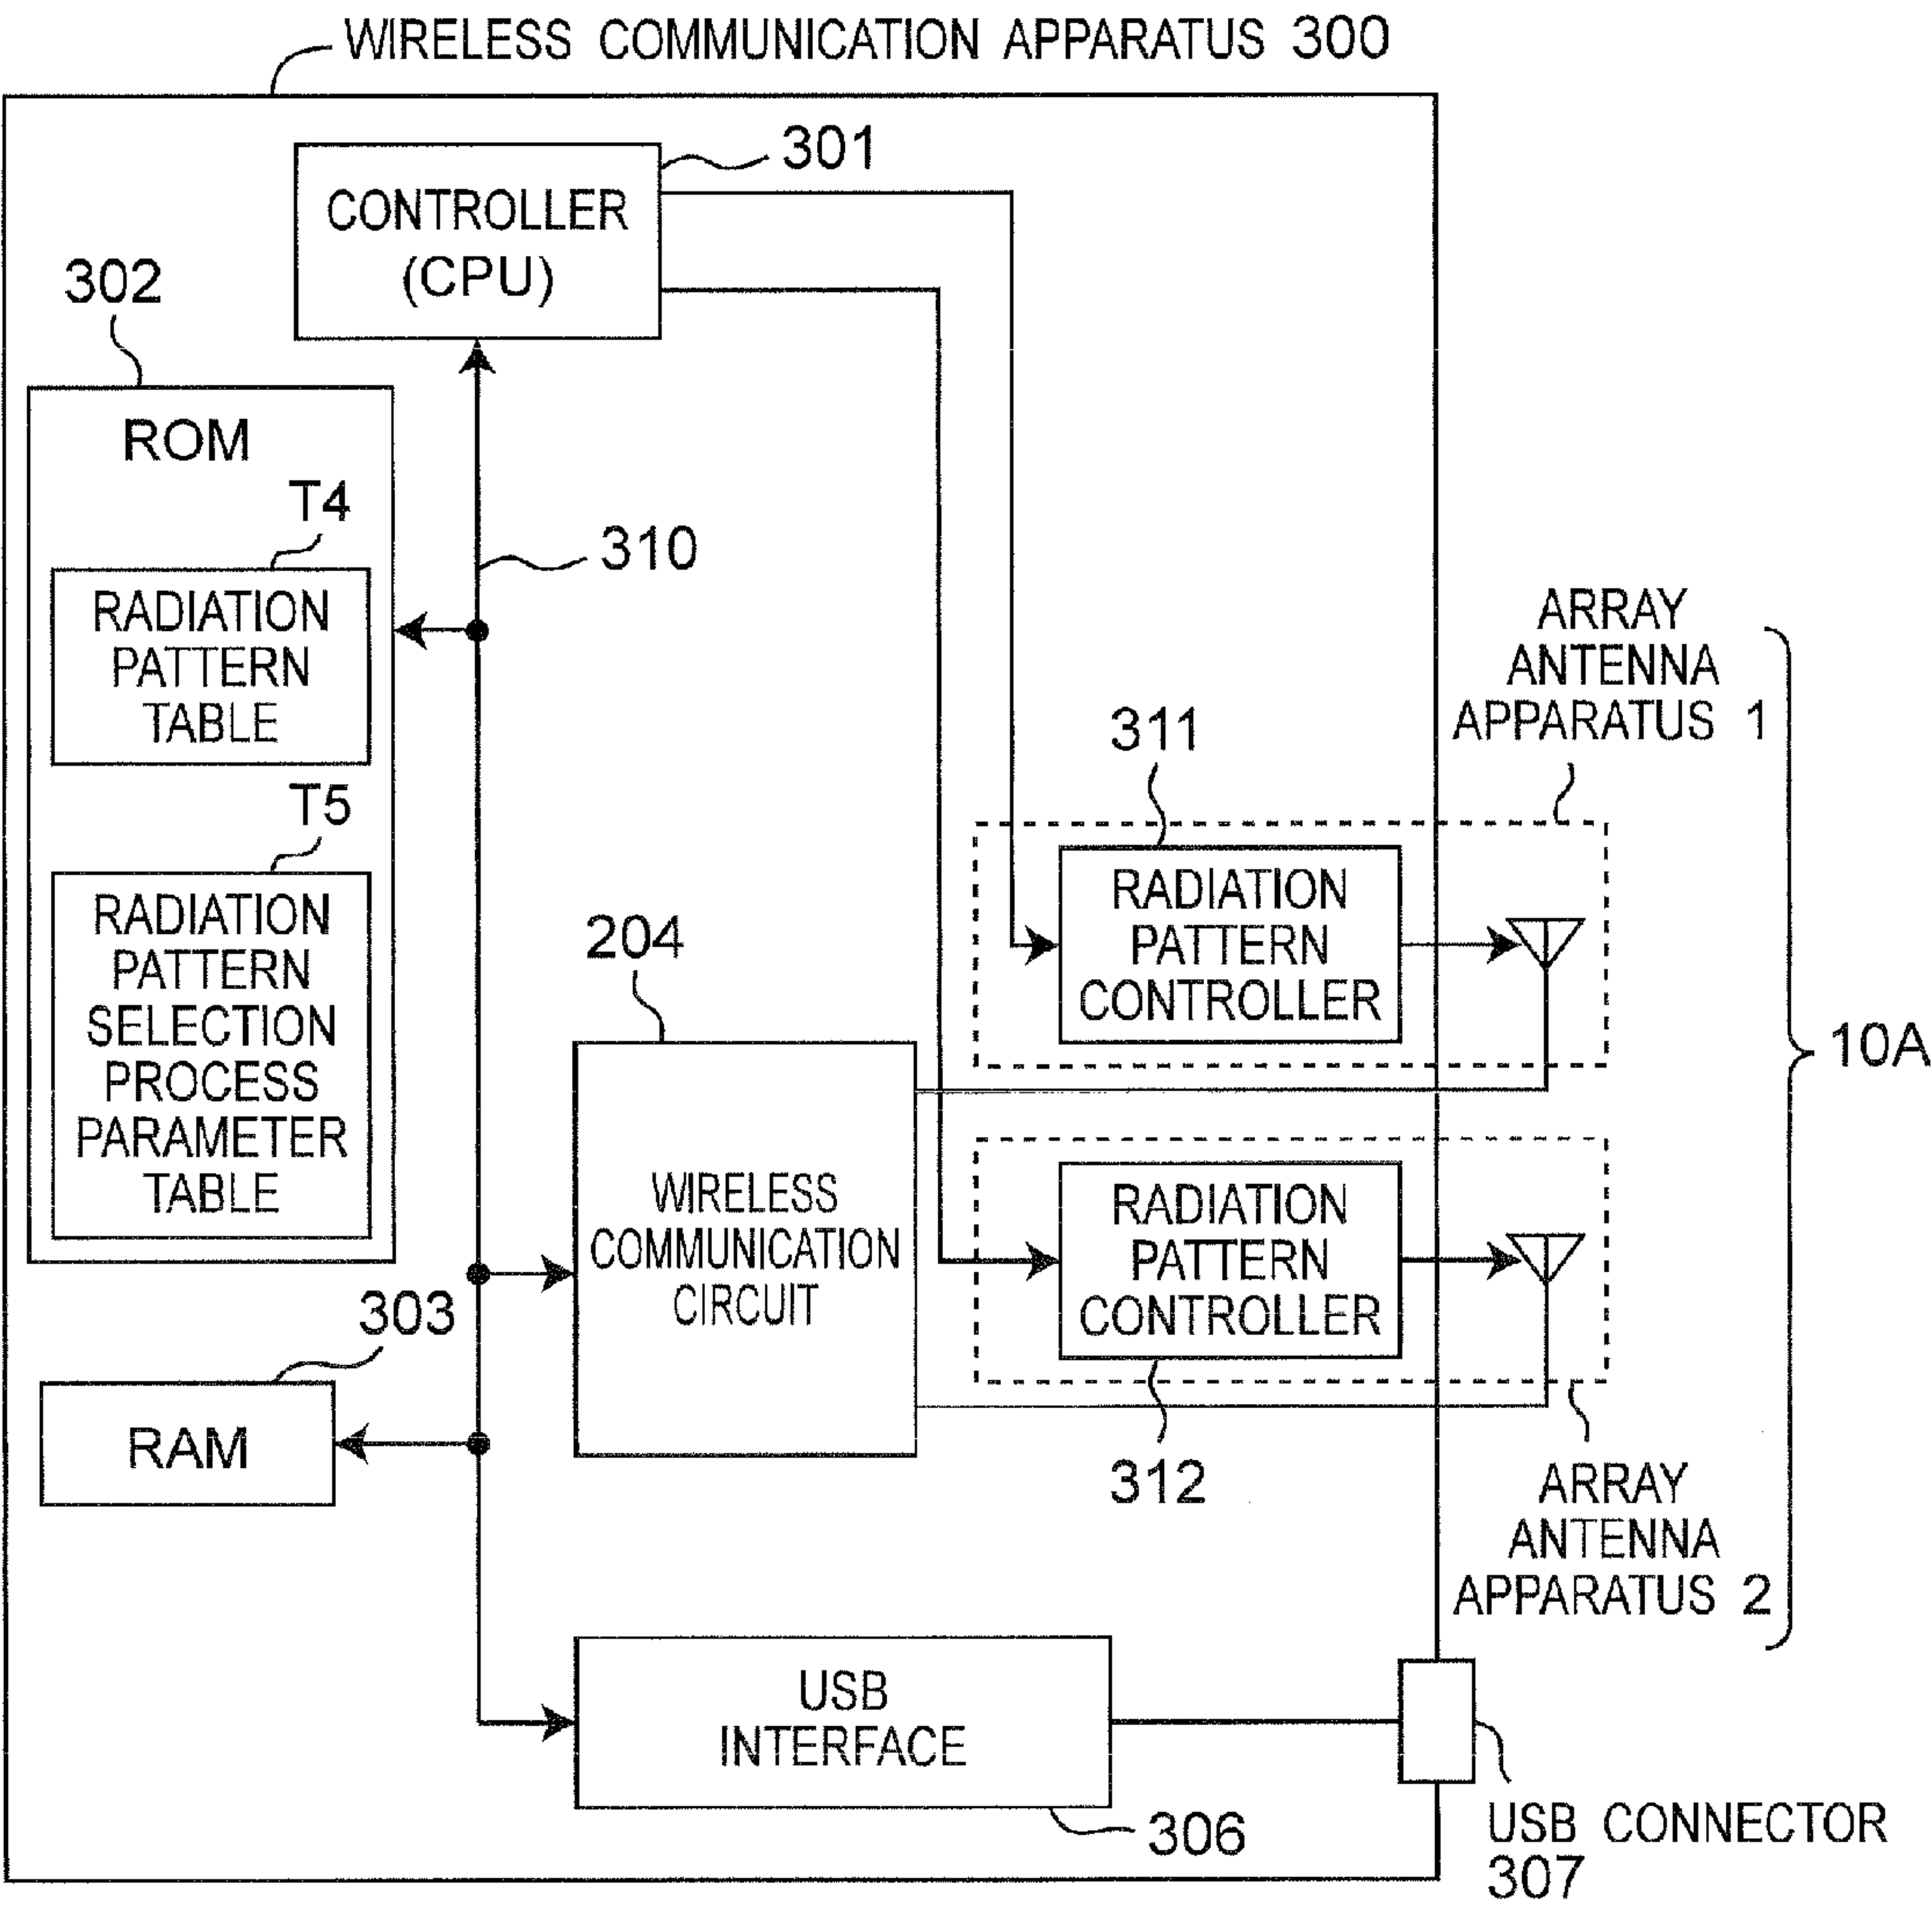 WIRELESS COMMUNICATION APPARATUS 300
301
CONTROLLER
(CPU)
302
ROM
T4
RADIATION
PATTERN
TABLE
T5
RADIATION
PATTERN
SELECTION
PROCESS
PARAMETER
TABLE
310
303
RAM
204
WIRELESS
COMMUNICATION
CIRCUIT
ARRAY
ANTENNA
APPARATUS 1
311
RADIATION
PATTERN
CONTROLLER
10A
RADIATION
PATTERN
CONTROLLER
312
ARRAY
ANTENNA
APPARATUS 2
USB
INTERFACE
306
USB CONNECTOR
307